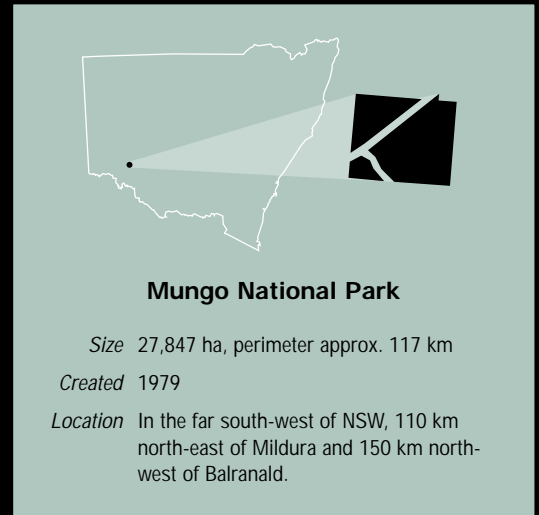 Mungo National Park
Size 27,847 ha, perimeter approx. 117 km
Created 1979
Location In the far south-west of NSW, 110 km
north-east of Mildura and 150 km north-
west of Balranald.